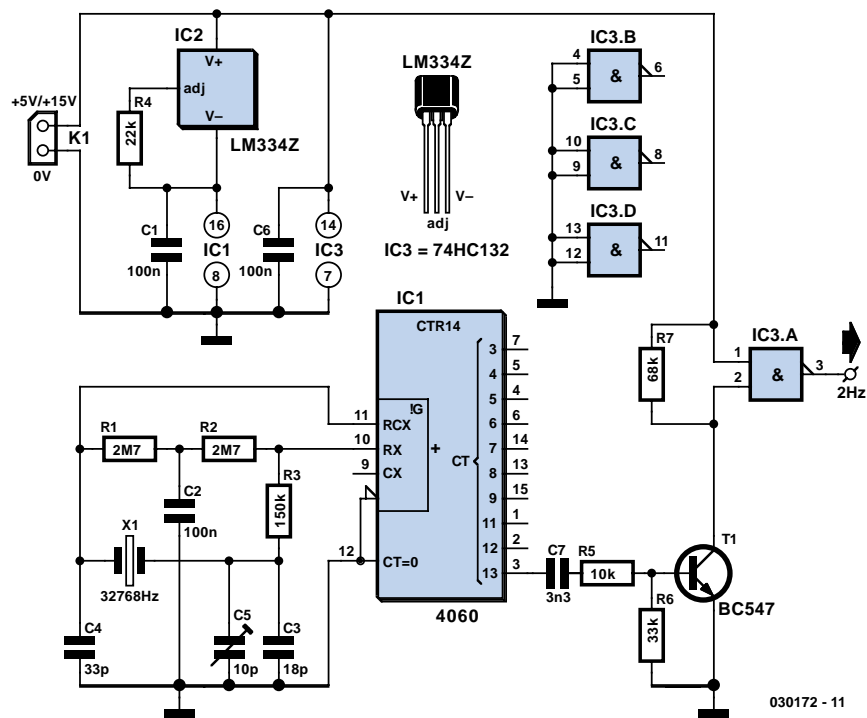 IC2
V+
adj
V–
LM334Z
+5V/+15V
K1
0V
R4
22k
C1
100n
16
IC1
8
C6
100n
14
IC3
7
LM334Z
V+
adj
V–
IC3 = 74HC132
IC3.B
4
5
&
6
IC3.C
10
9
&
8
IC3.D
13
12
&
11
IC1
CTR14
!G
11
RCX
10
RX
9
CX
+
12
CT=0
CT
3
7
4
5
5
4
6
6
7
14
8
13
9
15
11
1
12
2
13
3
4060
R1
2M7
R2
2M7
R3
150k
C2
100n
X1
32768Hz
C4
33p
C5
10p
C3
18p
C7
3n3
R5
10k
R6
33k
T1
BC547
R7
68k
IC3.A
1
2
&
3
2Hz
030172 - 11